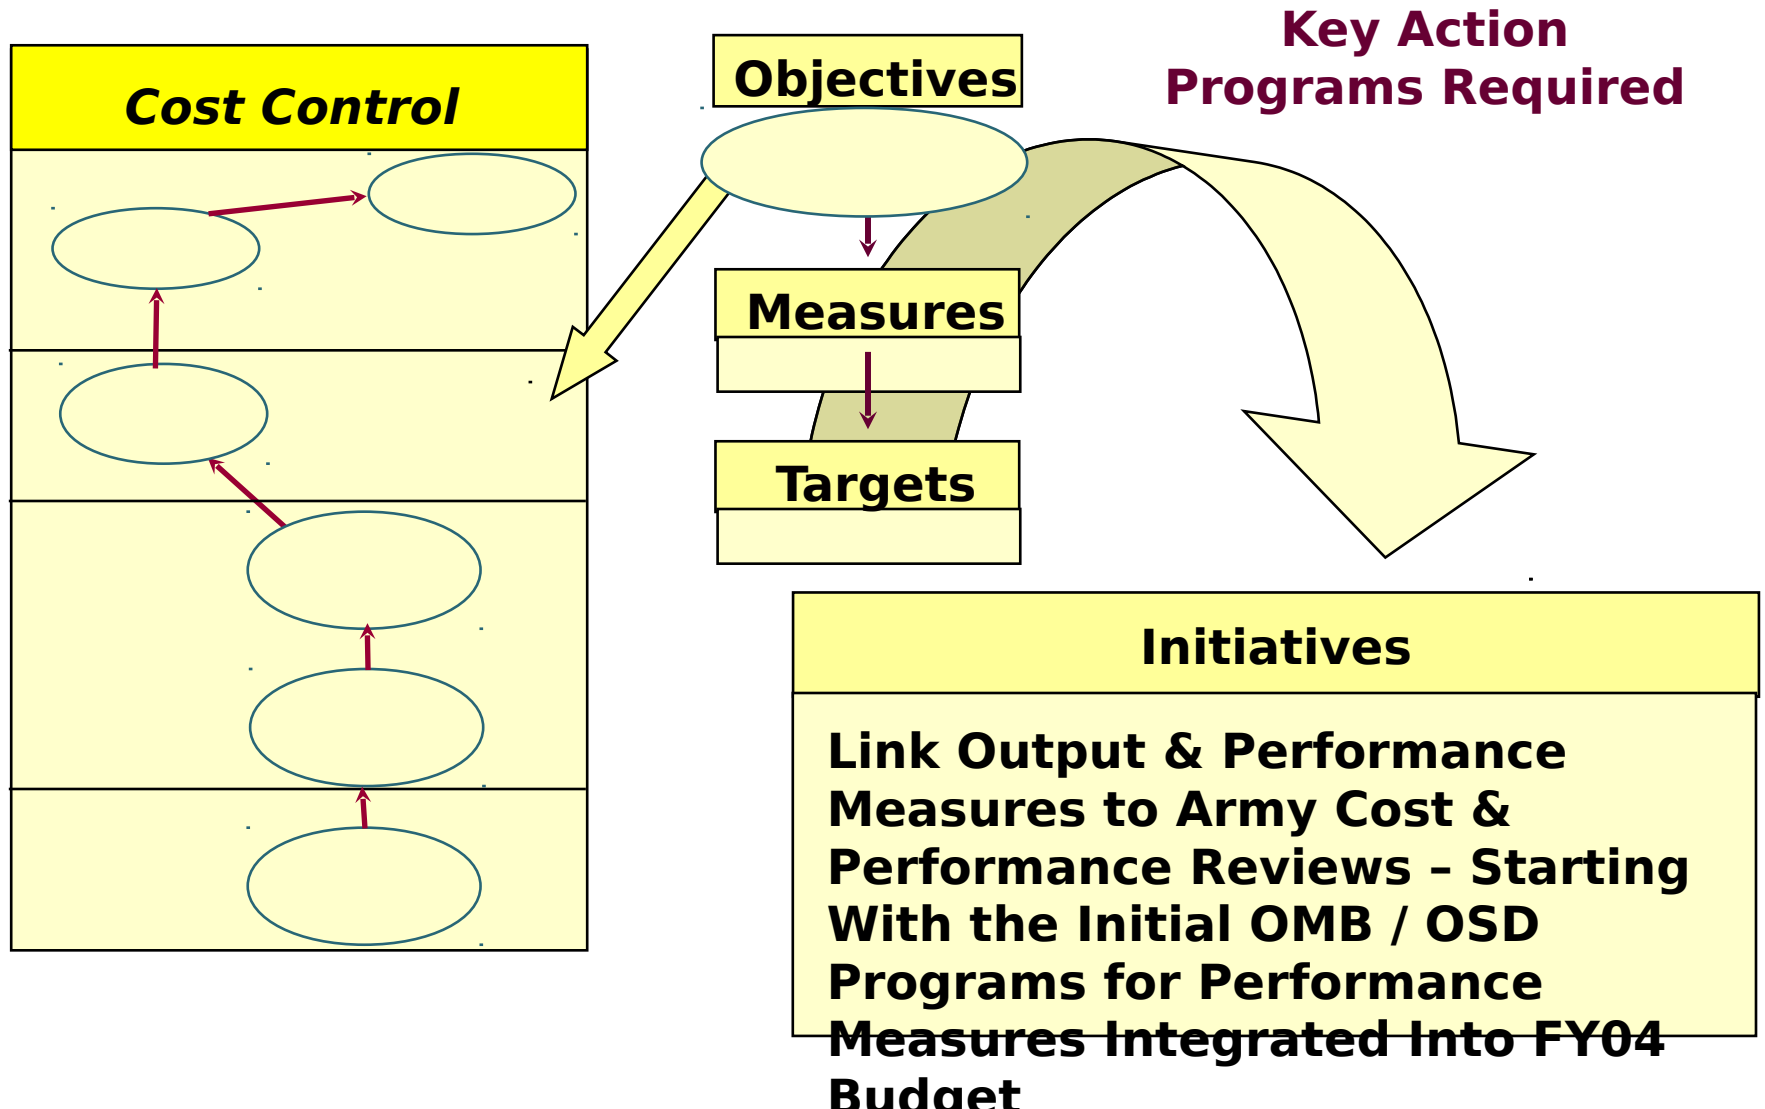 Key Action
Programs Required
Cost Control
Objectives
Measures
Targets
Initiatives
Link Output & Performance
Measures to Army Cost &
Performance Reviews – Starting
With the Initial OMB / OSD
Programs for Performance
Measures Integrated Into FY04
Budget